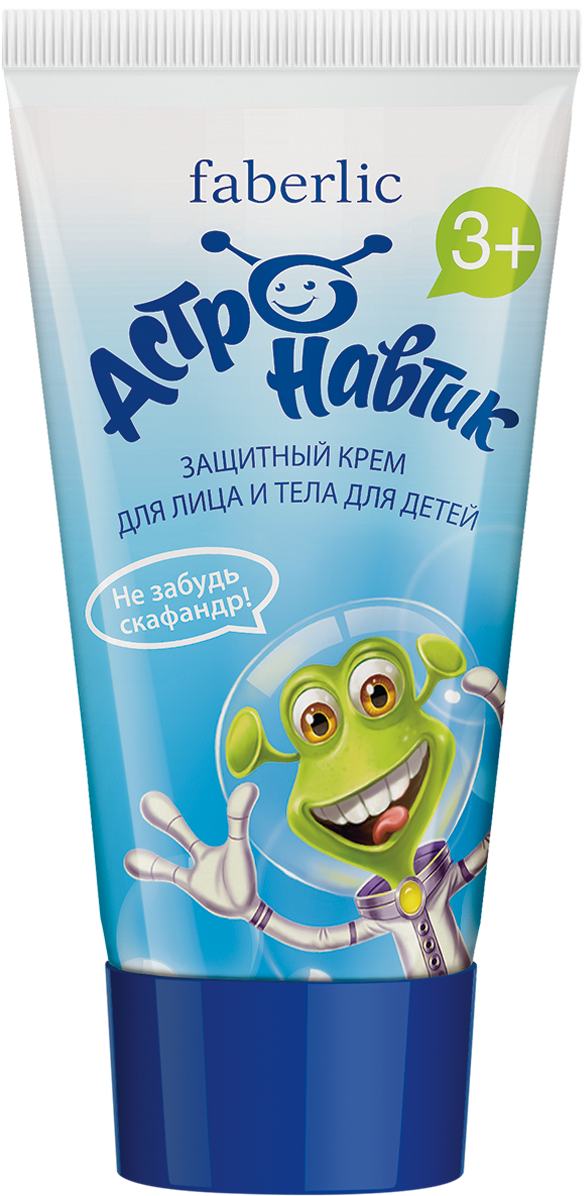 faberlic
3+
Астро
Навтик
ЗАЩИТНЫЙ КРЕМ
ДЛЯ ЛИЦА И ТЕЛА ДЛЯ ДЕТЕЙ
Не забудь
скафандр!